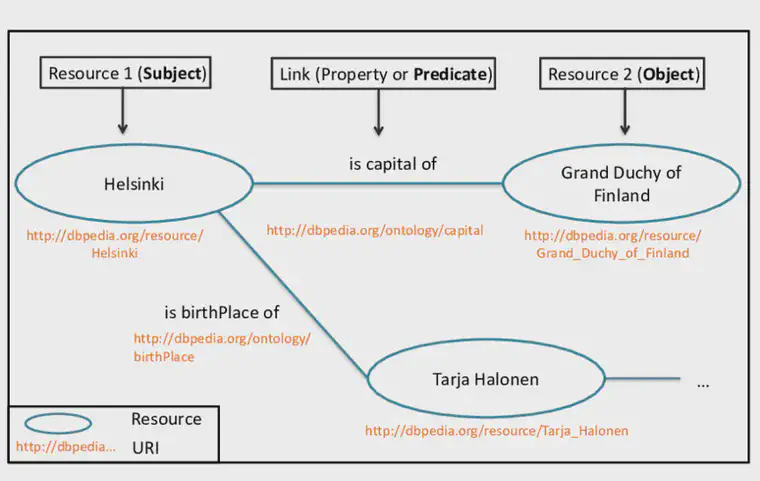 Resource 1 (Subject)
Link (Property or Predicate)
Resource 2 (Object)
Helsinki
is capital of
Grand Duchy of
Finland
http://dbpedia.org/resource/
Helsinki
http://dbpedia.org/ontology/capital
http://dbpedia.org/resource/
Grand_Duchy_of_Finland
is birthPlace of
http://dbpedia.org/ontology/
birthPlace
Tarja Halonen
...
http://dbpedia.org/resource/Tarja_Halonen
Resource
http://dbpedia... URI